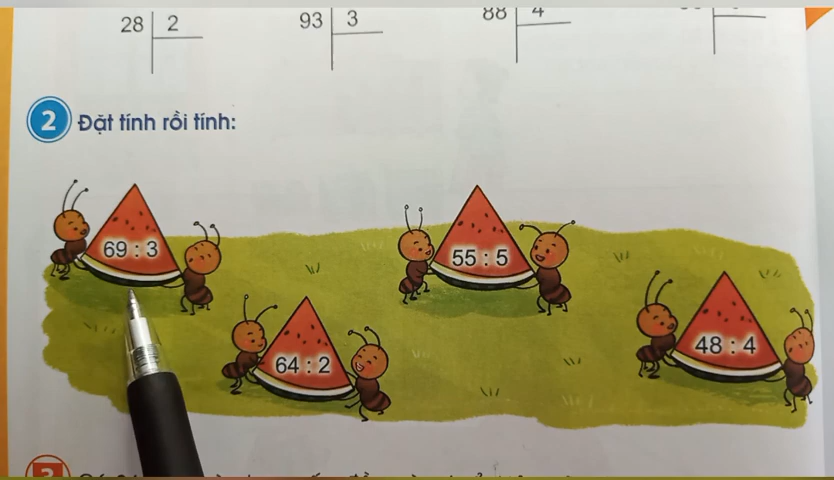 28 2 93 3 88 4
2 Đặt tính rồi tính:
69 : 3 55 : 5
64 : 2 48 : 4
3